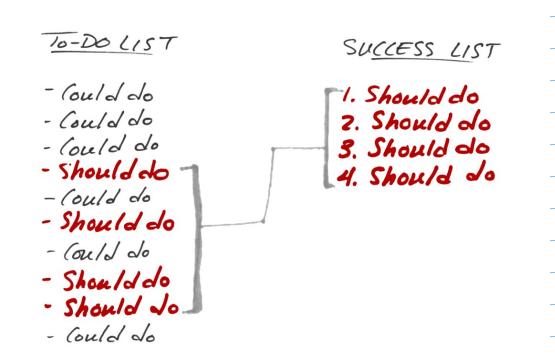 TO-DO LIST
- Could do
- Could do
- Could do
- Should do
- Could do
- Should do
- Could do
- Should do
- Should do
- Could do
SUCCESS LIST
1. Should do
2. Should do
3. Should do
4. Should do